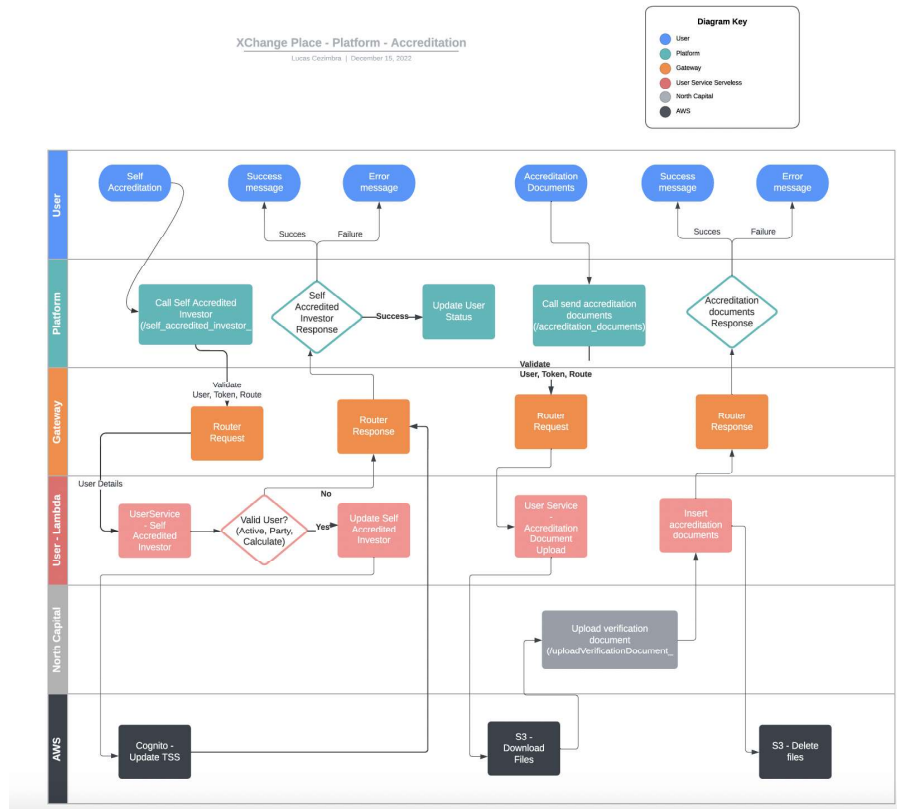 XChange Place - Platform - Accreditation
Lucas Cezimbra | December 15, 2022
Diagram Key
User
Platform
Gateway
User Service Serveless
North Capital
AWS
User
Self
Accreditation
Success
message
Error
message
Accreditation
Documents
Success
message
Error
message
Succes
Failure
Succes
Failure
Platform
Call Self Accredited
Investor
(/self_accredited_investor_
Self
Accredited
Investor
Response
Success
Update User
Status
Call send accreditation
documents
(/accreditation_documents)
Accreditation
documents
Response
Validate
User, Token, Route
Validate
User, Token, Route
Gateway
Router
Request
Router
Response
Router
Request
Router
Response
User Details
No
User - Lambda
UserService
- Self
Accredited
Investor
Valid User?
(Active, Party,
Calculate)
Yes
Update Self
Accredited
Investor
User Service
-
Accreditation
Document
Upload
Insert
accreditation
documents
North Capital
Upload verification
document
(/uploadVerificationDocument_
AWS
Cognito -
Update TSS
S3 -
Download
Files
S3 - Delete
files